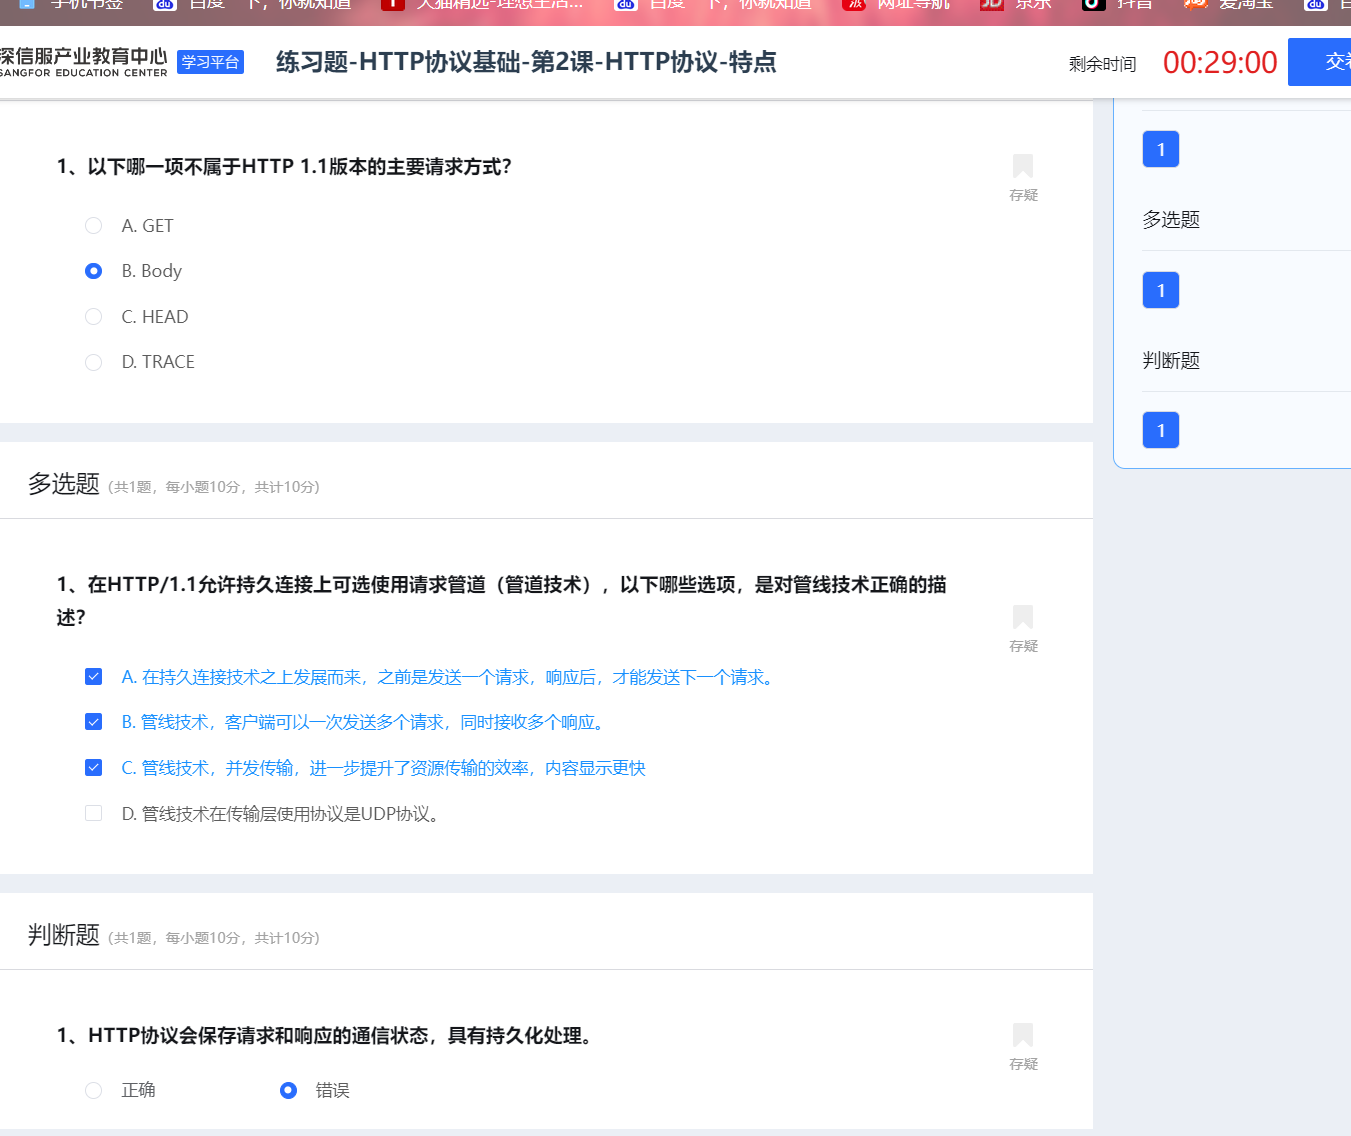 手机书签 百度一下，你就知道 天猫精选-理想生活... 百度一下，你就知道 网址导航 京东 抖音 爱淘宝
深信服产业教育中心 学习平台
SANGFOR EDUCATION CENTER
练习题-HTTP协议基础-第2课-HTTP协议-特点
剩余时间 00:29:00 交卷
1、以下哪一项不属于HTTP 1.1版本的主要请求方式？
存疑
A. GET
B. Body
C. HEAD
D. TRACE
多选题（共1题，每小题10分，共计10分）
1、在HTTP/1.1允许持久连接上可选使用请求管道（管道技术），以下哪些选项，是对管线技术正确的描
述？
存疑
A. 在持久连接技术之上发展而来，之前是发送一个请求，响应后，才能发送下一个请求。
B. 管线技术，客户端可以一次发送多个请求，同时接收多个响应。
C. 管线技术，并发传输，进一步提升了资源传输的效率，内容显示更快
D. 管线技术在传输层使用协议是UDP协议。
判断题（共1题，每小题10分，共计10分）
1、HTTP协议会保存请求和响应的通信状态，具有持久化处理。
存疑
正确 错误
1
多选题
1
判断题
1